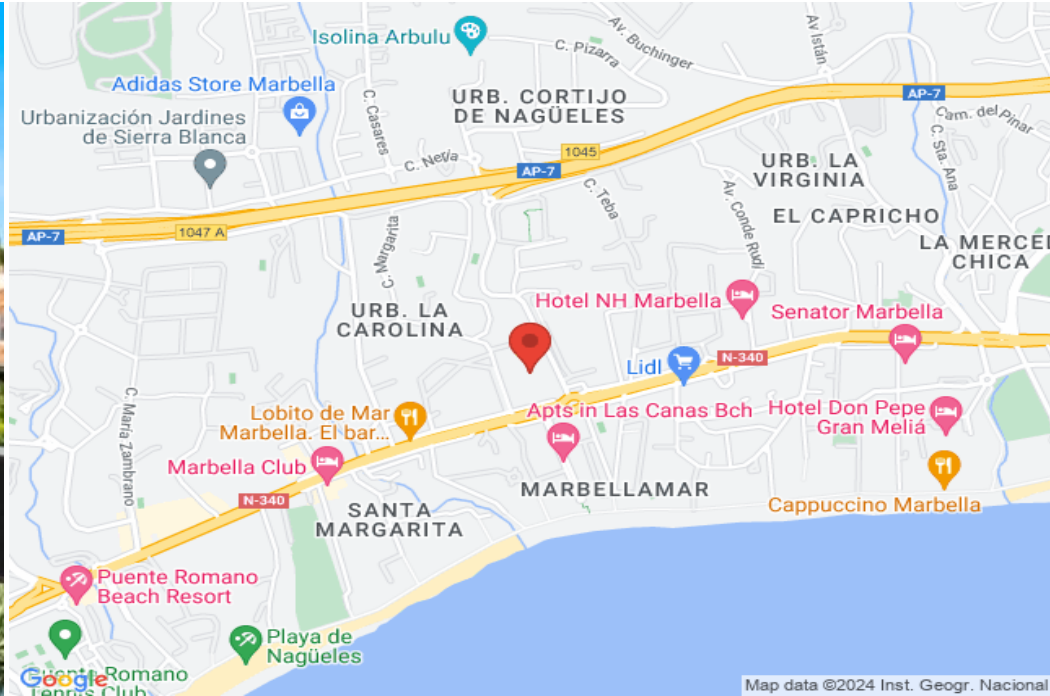 Isolina Arbulu
C. Pizarra
Av. Buchinger
Av Istán
Adidas Store Marbella
Urbanización Jardines
de Sierra Blanca
C. Casares
URB. CORTIJO
DE NAGÜELES
AP-7
Cam. del Pinar
C. Nevia
1045
AP-7
C. Teba
URB. LA
VIRGINIA
C. Sta. Ana
Av. Conde Rudi
EL CAPRICHO
AP-7
1047 A
C. Margarita
LA MERCED
CHICA
URB. LA
CAROLINA
Hotel NH Marbella
Senator Marbella
Lidl
N-340
C. María Zambrano
Lobito de Mar
Marbella. El bar...
Apts in Las Canas Bch
Hotel Don Pepe
Gran Meliá
Marbella Club
N-340
SANTA
MARGARITA
MARBELLAMAR
Cappuccino Marbella
Puente Romano
Beach Resort
Playa de
Nagüeles
Puente Romano
Tennis Club
Google
Map data ©2024 Inst. Geogr. Nacional